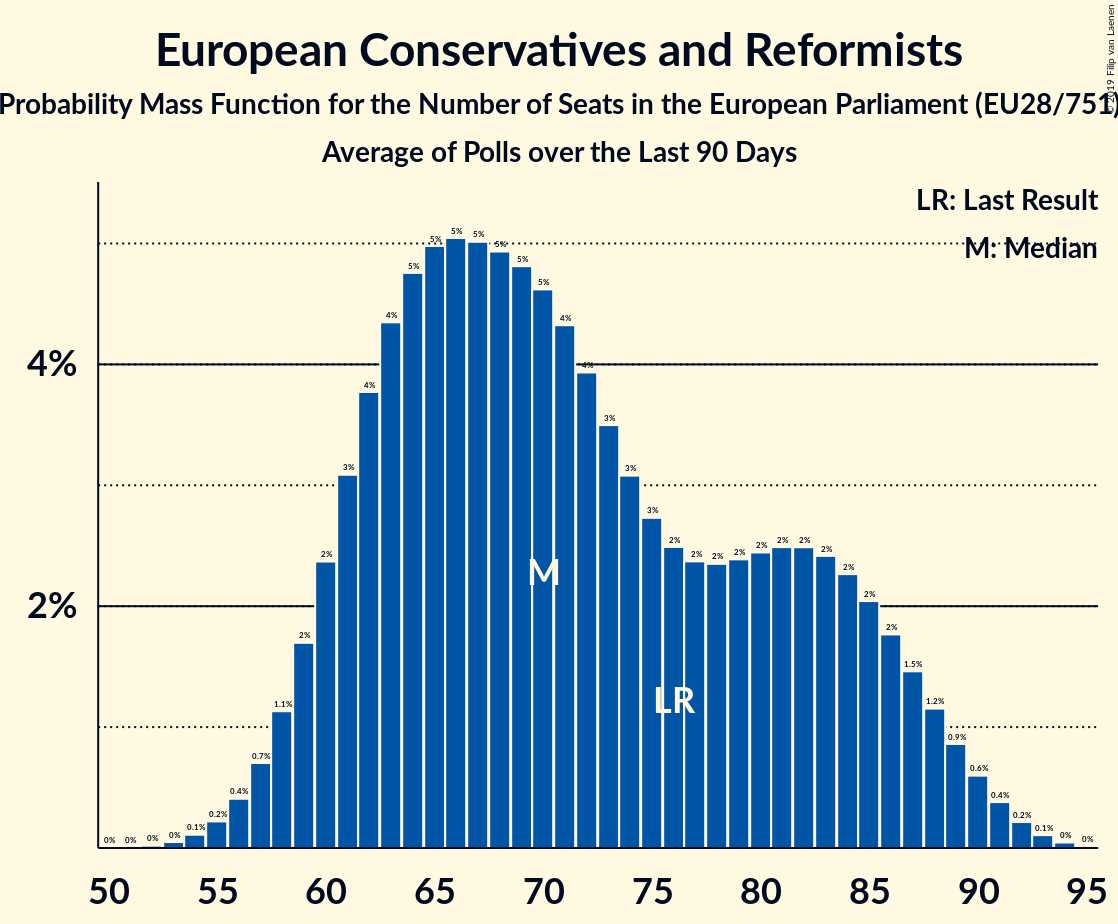 European Conservatives and Reformists
© 2019 Filip van Laenen
Probability Mass Function for the Number of Seats in the European Parliament (EU28/751)
Average of Polls over the Last 90 Days
LR: Last Result
M: Median
4%
2%
0% 0% 0% 0% 0.1% 0.2% 0.4% 0.7% 1.1% 2% 2% 3% 4% 4% 5% 5% 5% 5% 5% 5% 5% 4% 4% 3% 3% 3% 2% 2% 2% 2% 2% 2% 2% 2% 2% 2% 2% 1.5% 1.2% 0.9% 0.6% 0.4% 0.2% 0.1% 0% 0%
M
LR
50 55 60 65 70 75 80 85 90 95